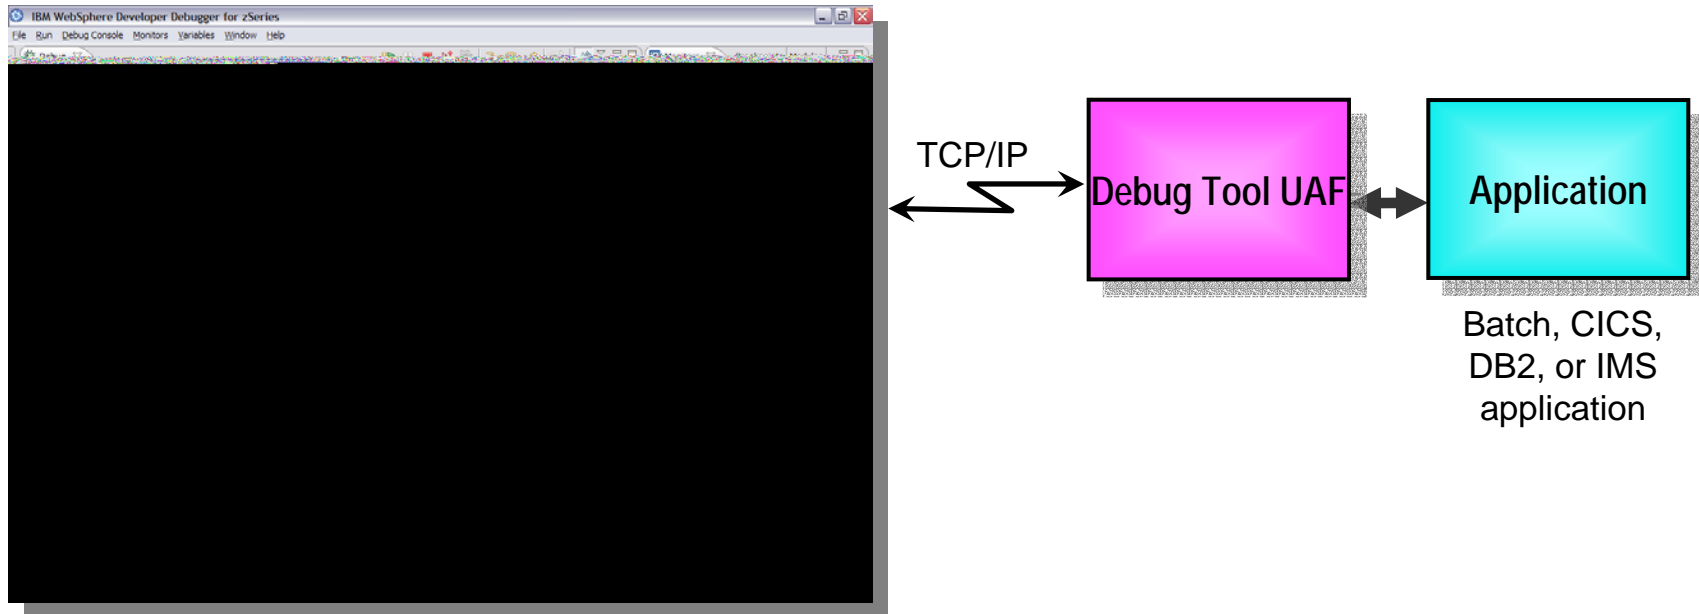 IBM WebSphere Developer Debugger for zSeries
File Run Debug Console Monitors Variables Window Help
Debug
TCP/IP
Debug Tool UAF
Application
Batch, CICS,
DB2, or IMS
application